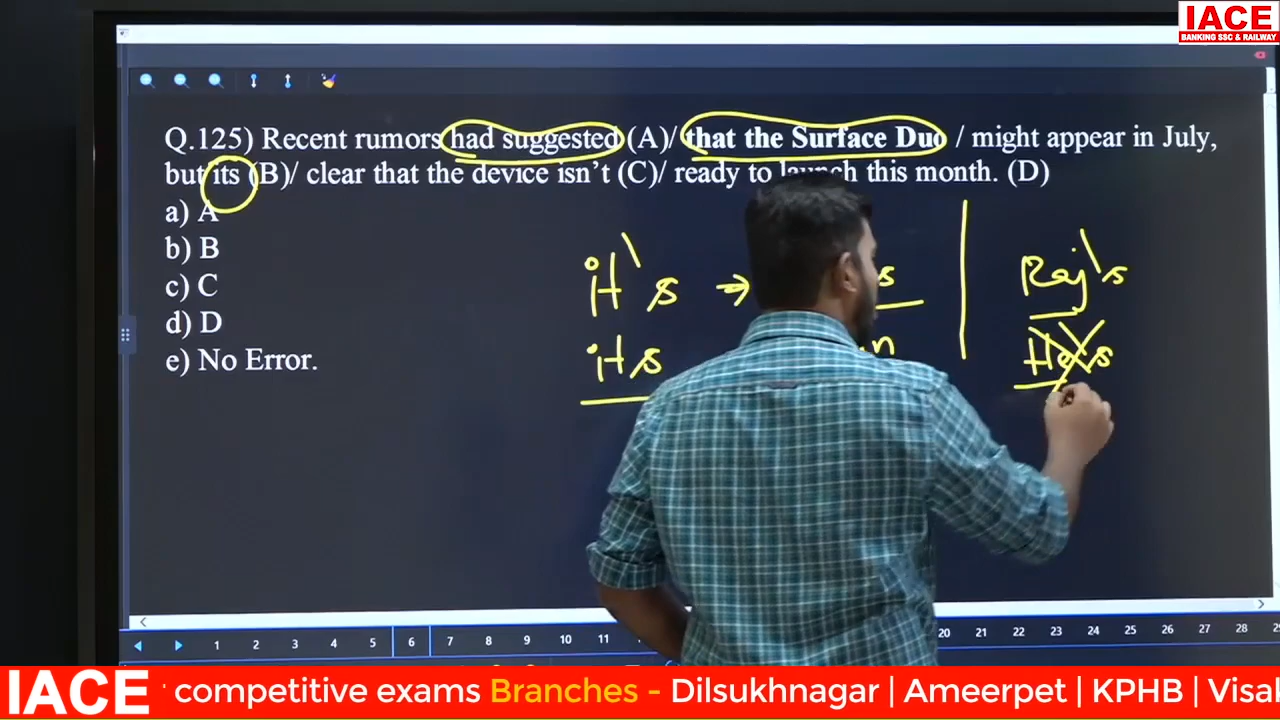 IACE
BANKING SSC & RAILWAY
Q.125) Recent rumors had suggested (A)/ that the Surface Duo / might appear in July,
but its (B)/ clear that the device isn't (C)/ ready to launch this month. (D)
a) A
b) B
c) C
d) D
e) No Error.
it's → s
its n
Raj's
He's
1 2 3 4 5 6 7 8 9 10 11 20 21 22 23 24 25 26 27 28 29
IACE competitive exams Branches - Dilsukhnagar | Ameerpet | KPHB | Visak